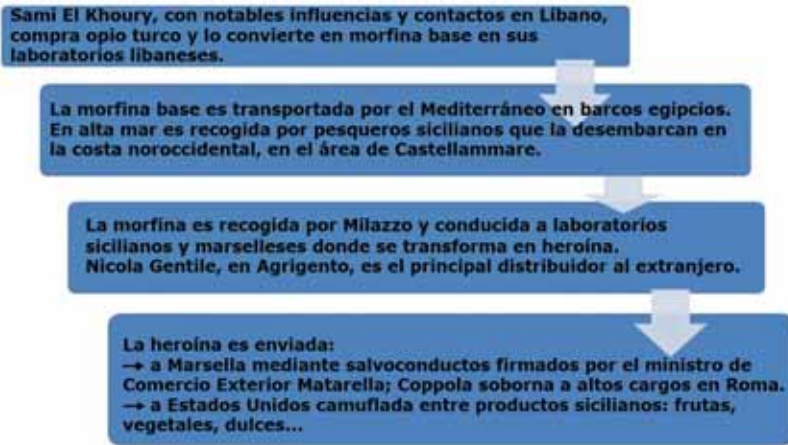 Sami El Khoury, con notables influencias y contactos en Líbano,
compra opio turco y lo convierte en morfina base en sus
laboratorios libaneses.
La morfina base es transportada por el Mediterráneo en barcos egipcios.
En alta mar es recogida por pesqueros sicilianos que la desembarcan en
la costa noroccidental, en el área de Castellammare.
La morfina es recogida por Milazzo y conducida a laboratorios
sicilianos y marselleses donde se transforma en heroína.
Nicola Gentile, en Agrigento, es el principal distribuidor al extranjero.
La heroína es enviada:
→ a Marsella mediante salvoconductos firmados por el ministro de
Comercio Exterior Matarella; Coppola soborna a altos cargos en Roma.
→ a Estados Unidos camuflada entre productos sicilianos: frutas,
vegetales, dulces...